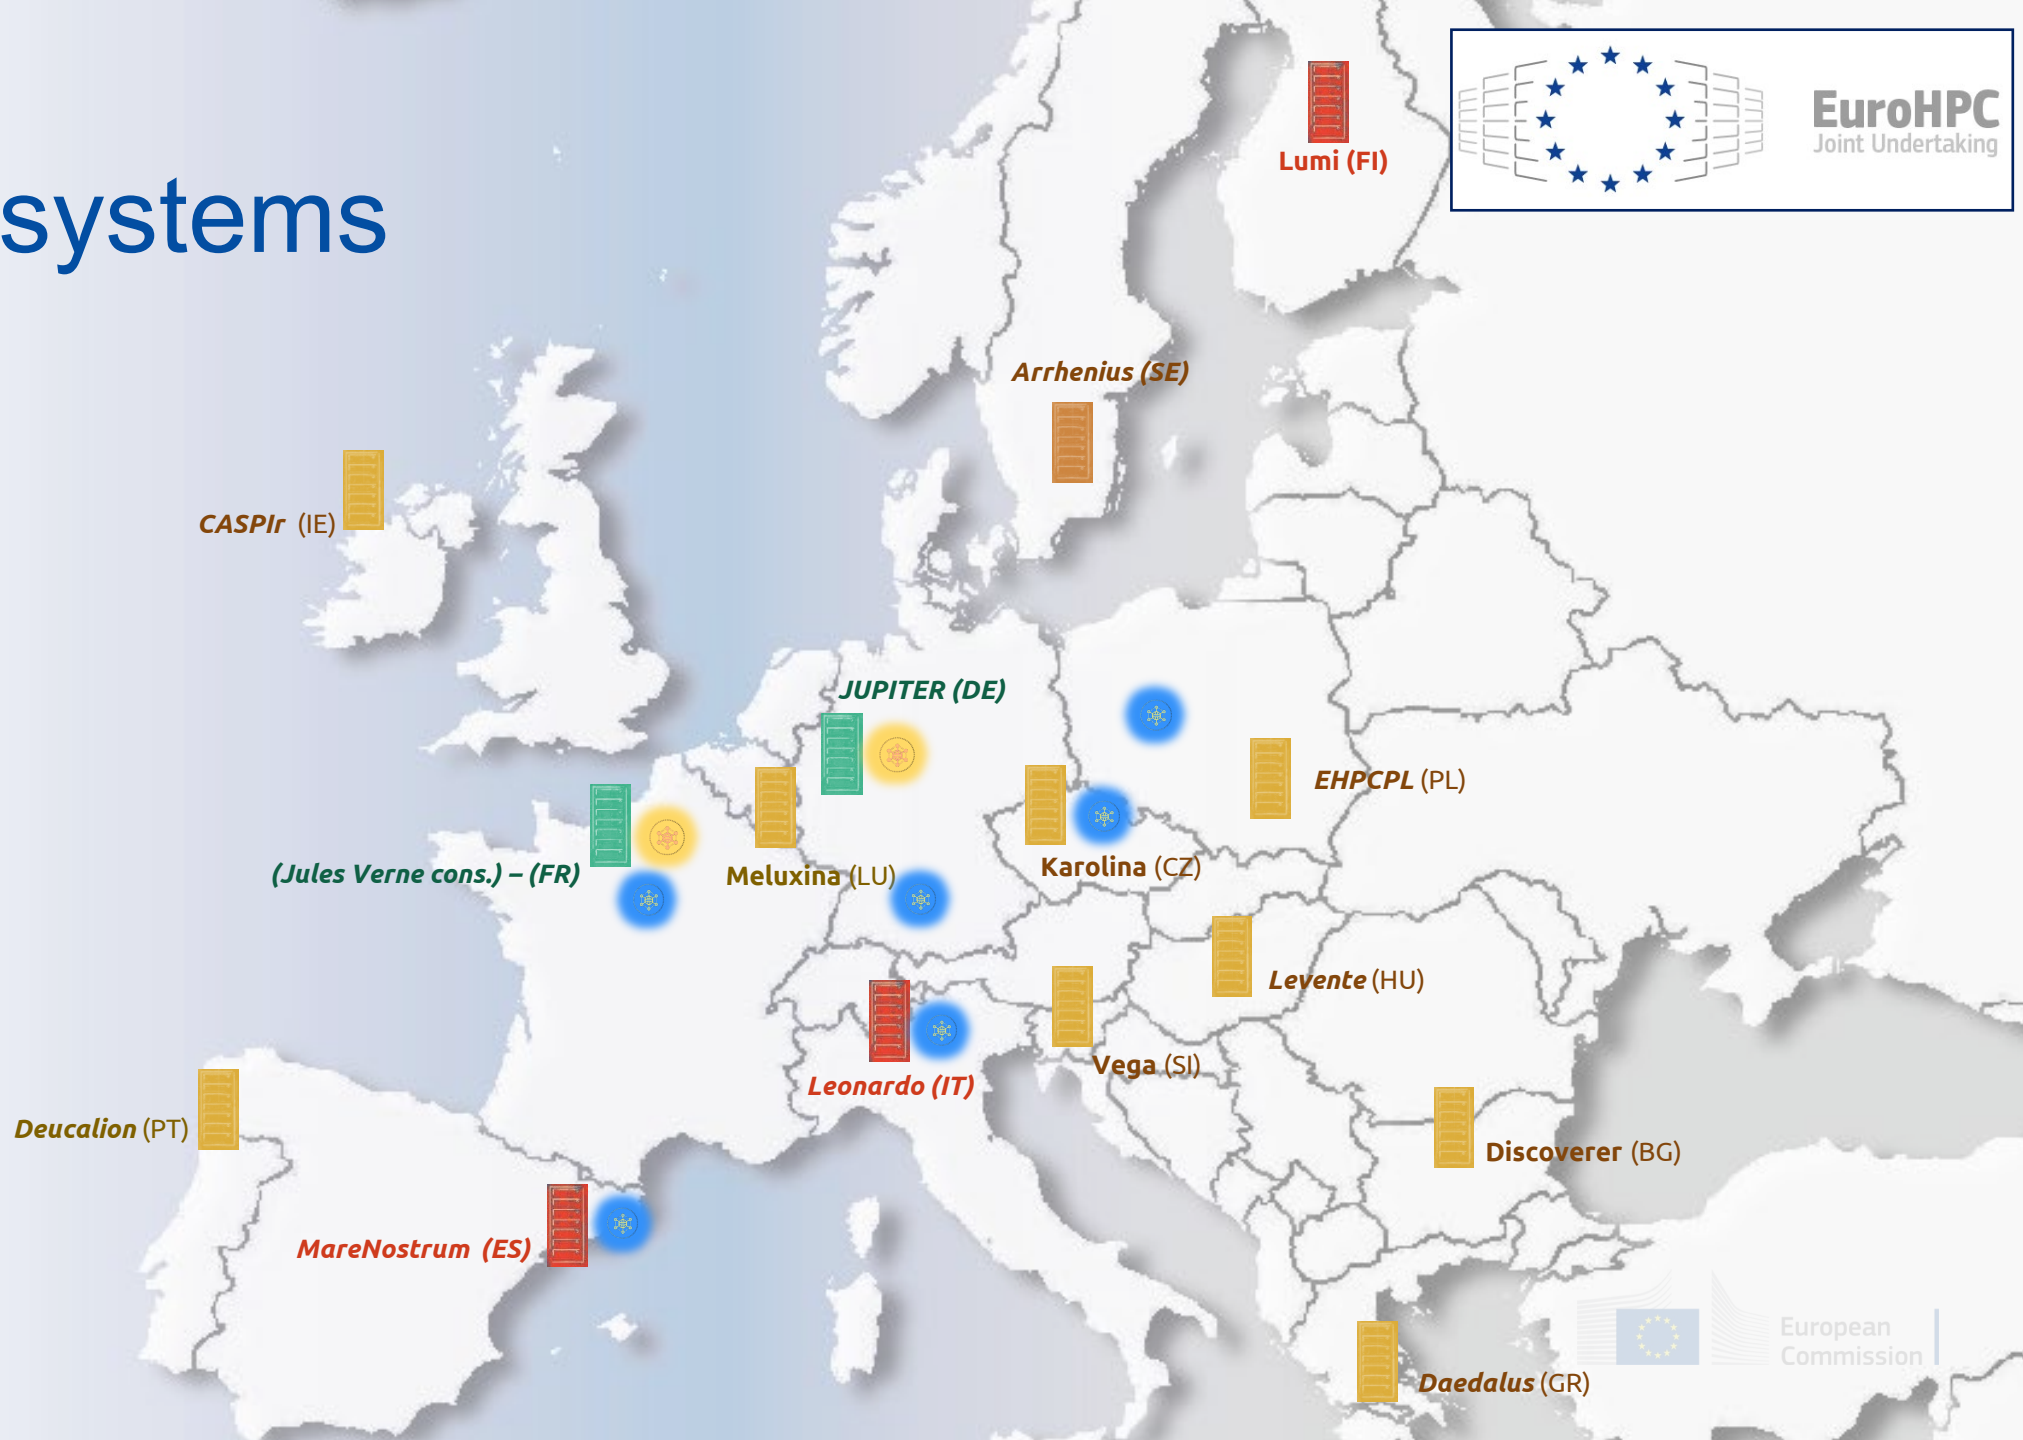 EuroHPC
Joint Undertaking
Lumi (FI)
systems
Arrhenius (SE)
CASPIr (IE)
JUPITER (DE)
EHPCPL (PL)
Karolina (CZ)
(Jules Verne cons.) – (FR)
Meluxina (LU)
Levente (HU)
Vega (SI)
Leonardo (IT)
Deucalion (PT)
Discoverer (BG)
MareNostrum (ES)
European
Commission
Daedalus (GR)